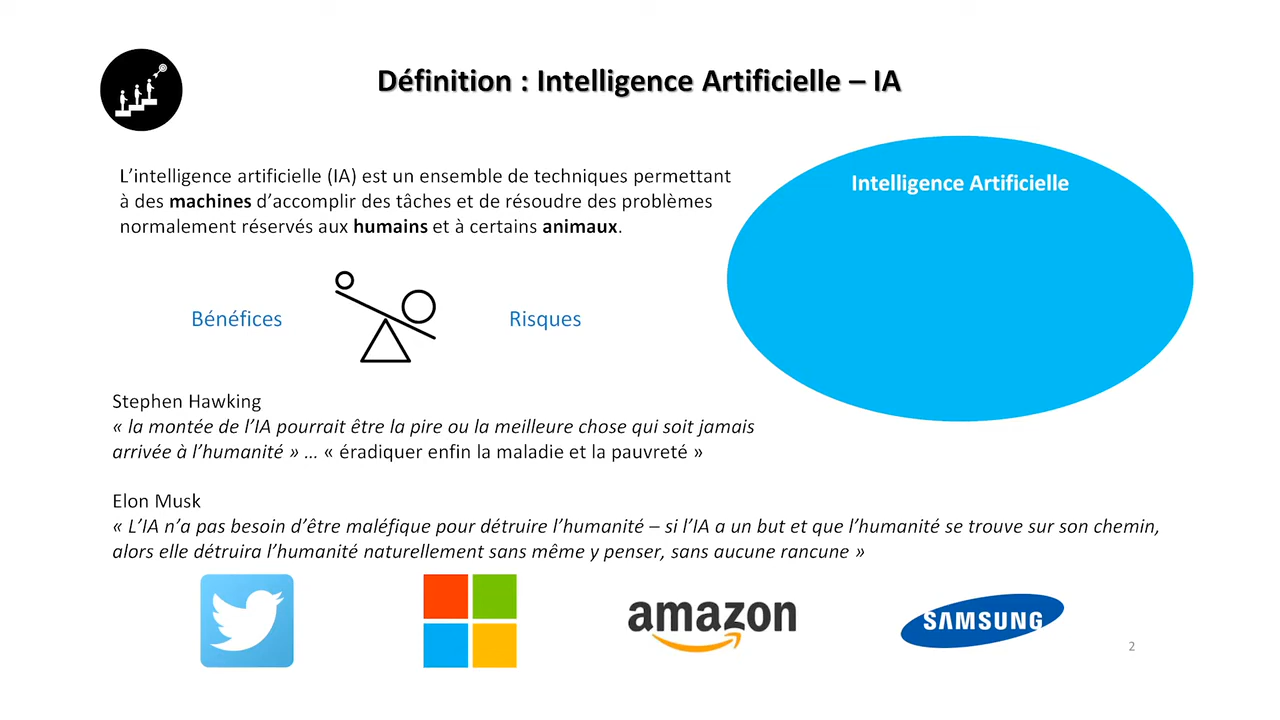 Définition : Intelligence Artificielle – IA
L’intelligence artificielle (IA) est un ensemble de techniques permettant
à des machines d’accomplir des tâches et de résoudre des problèmes
normalement réservés aux humains et à certains animaux.
Intelligence Artificielle
Bénéfices
Risques
Stephen Hawking
« la montée de l’IA pourrait être la pire ou la meilleure chose qui soit jamais
arrivée à l’humanité » … « éradiquer enfin la maladie et la pauvreté »
Elon Musk
« L’IA n’a pas besoin d’être maléfique pour détruire l’humanité – si l’IA a un but et que l’humanité se trouve sur son chemin,
alors elle détruira l’humanité naturellement sans même y penser, sans aucune rancune »
amazon
SAMSUNG
2